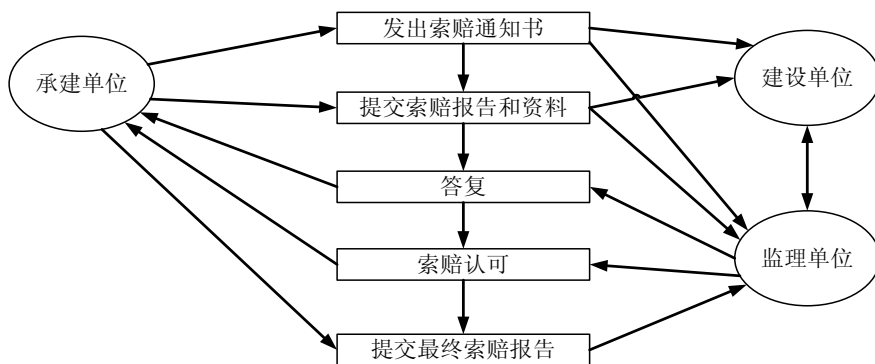 发出索赔通知书
承建单位
建设单位
提交索赔报告和资料
答复
索赔认可
监理单位
提交最终索赔报告